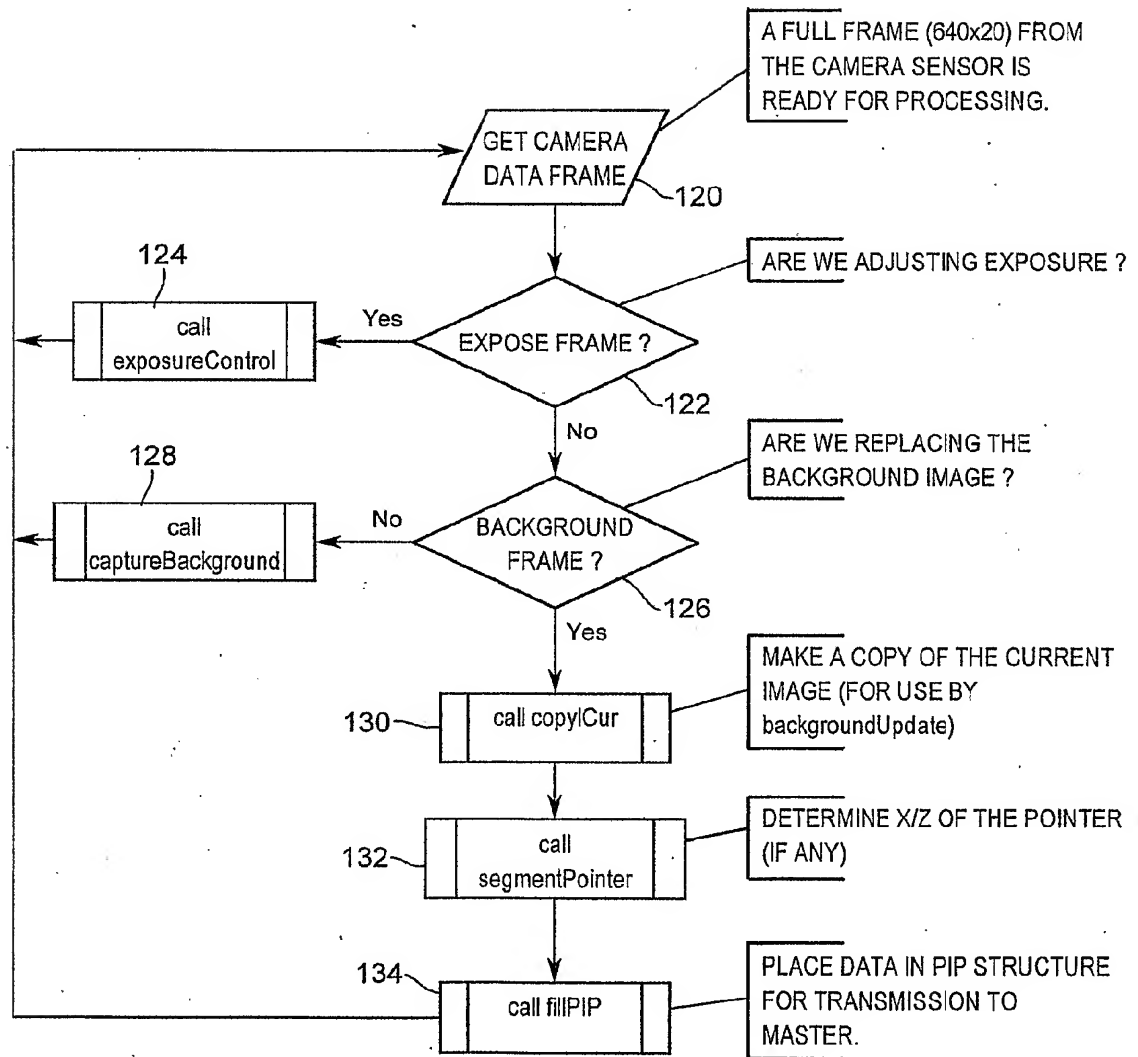 A FULL FRAME (640x20) FROM
THE CAMERA SENSOR IS
READY FOR PROCESSING.
GET CAMERA
DATA FRAME
120
ARE WE ADJUSTING EXPOSURE ?
124
call
exposureControl
Yes
EXPOSE FRAME ?
122
No
ARE WE REPLACING THE
BACKGROUND IMAGE ?
128
call
captureBackground
No
BACKGROUND
FRAME ?
126
Yes
MAKE A COPY OF THE CURRENT
IMAGE (FOR USE BY
backgroundUpdate)
130
call copyICur
DETERMINE X/Z OF THE POINTER
(IF ANY)
132
call
segmentPointer
134
call fillPIP
PLACE DATA IN PIP STRUCTURE
FOR TRANSMISSION TO
MASTER.